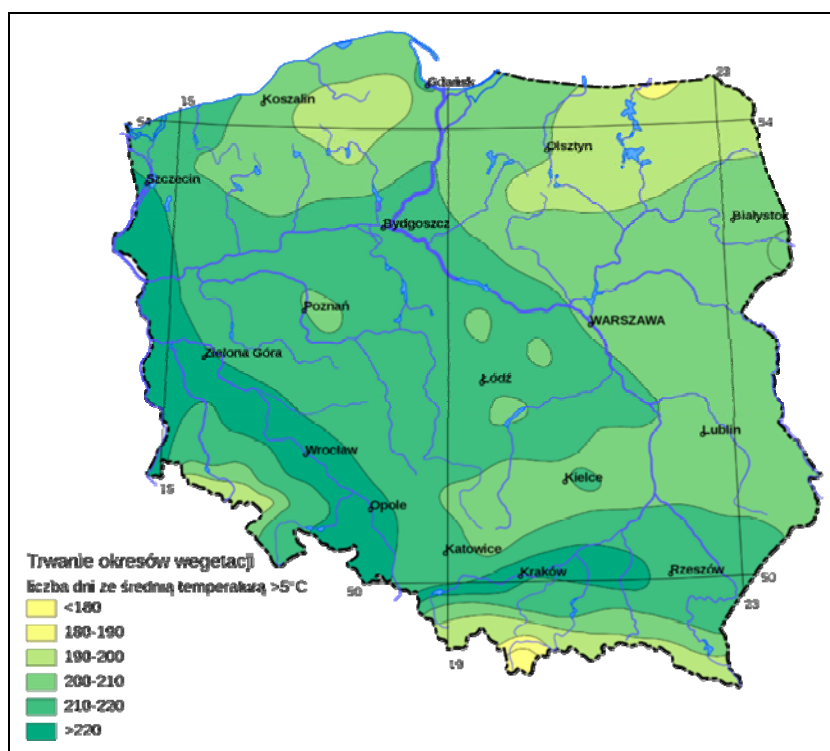 Gdańsk
23
15
Koszalin
54
54
Olsztyn
Szczecin
Białystok
Bydgoszcz
Poznań
WARSZAWA
Zielona Góra
Łódź
Lublin
Wrocław
15
Kielce
Opole
Katowice
Kraków
Rzeszów
50
50
23
19
Trwanie okresów wegetacji
liczba dni ze średnią temperaturą >5°C
<180
180-190
190-200
200-210
210-220
>220